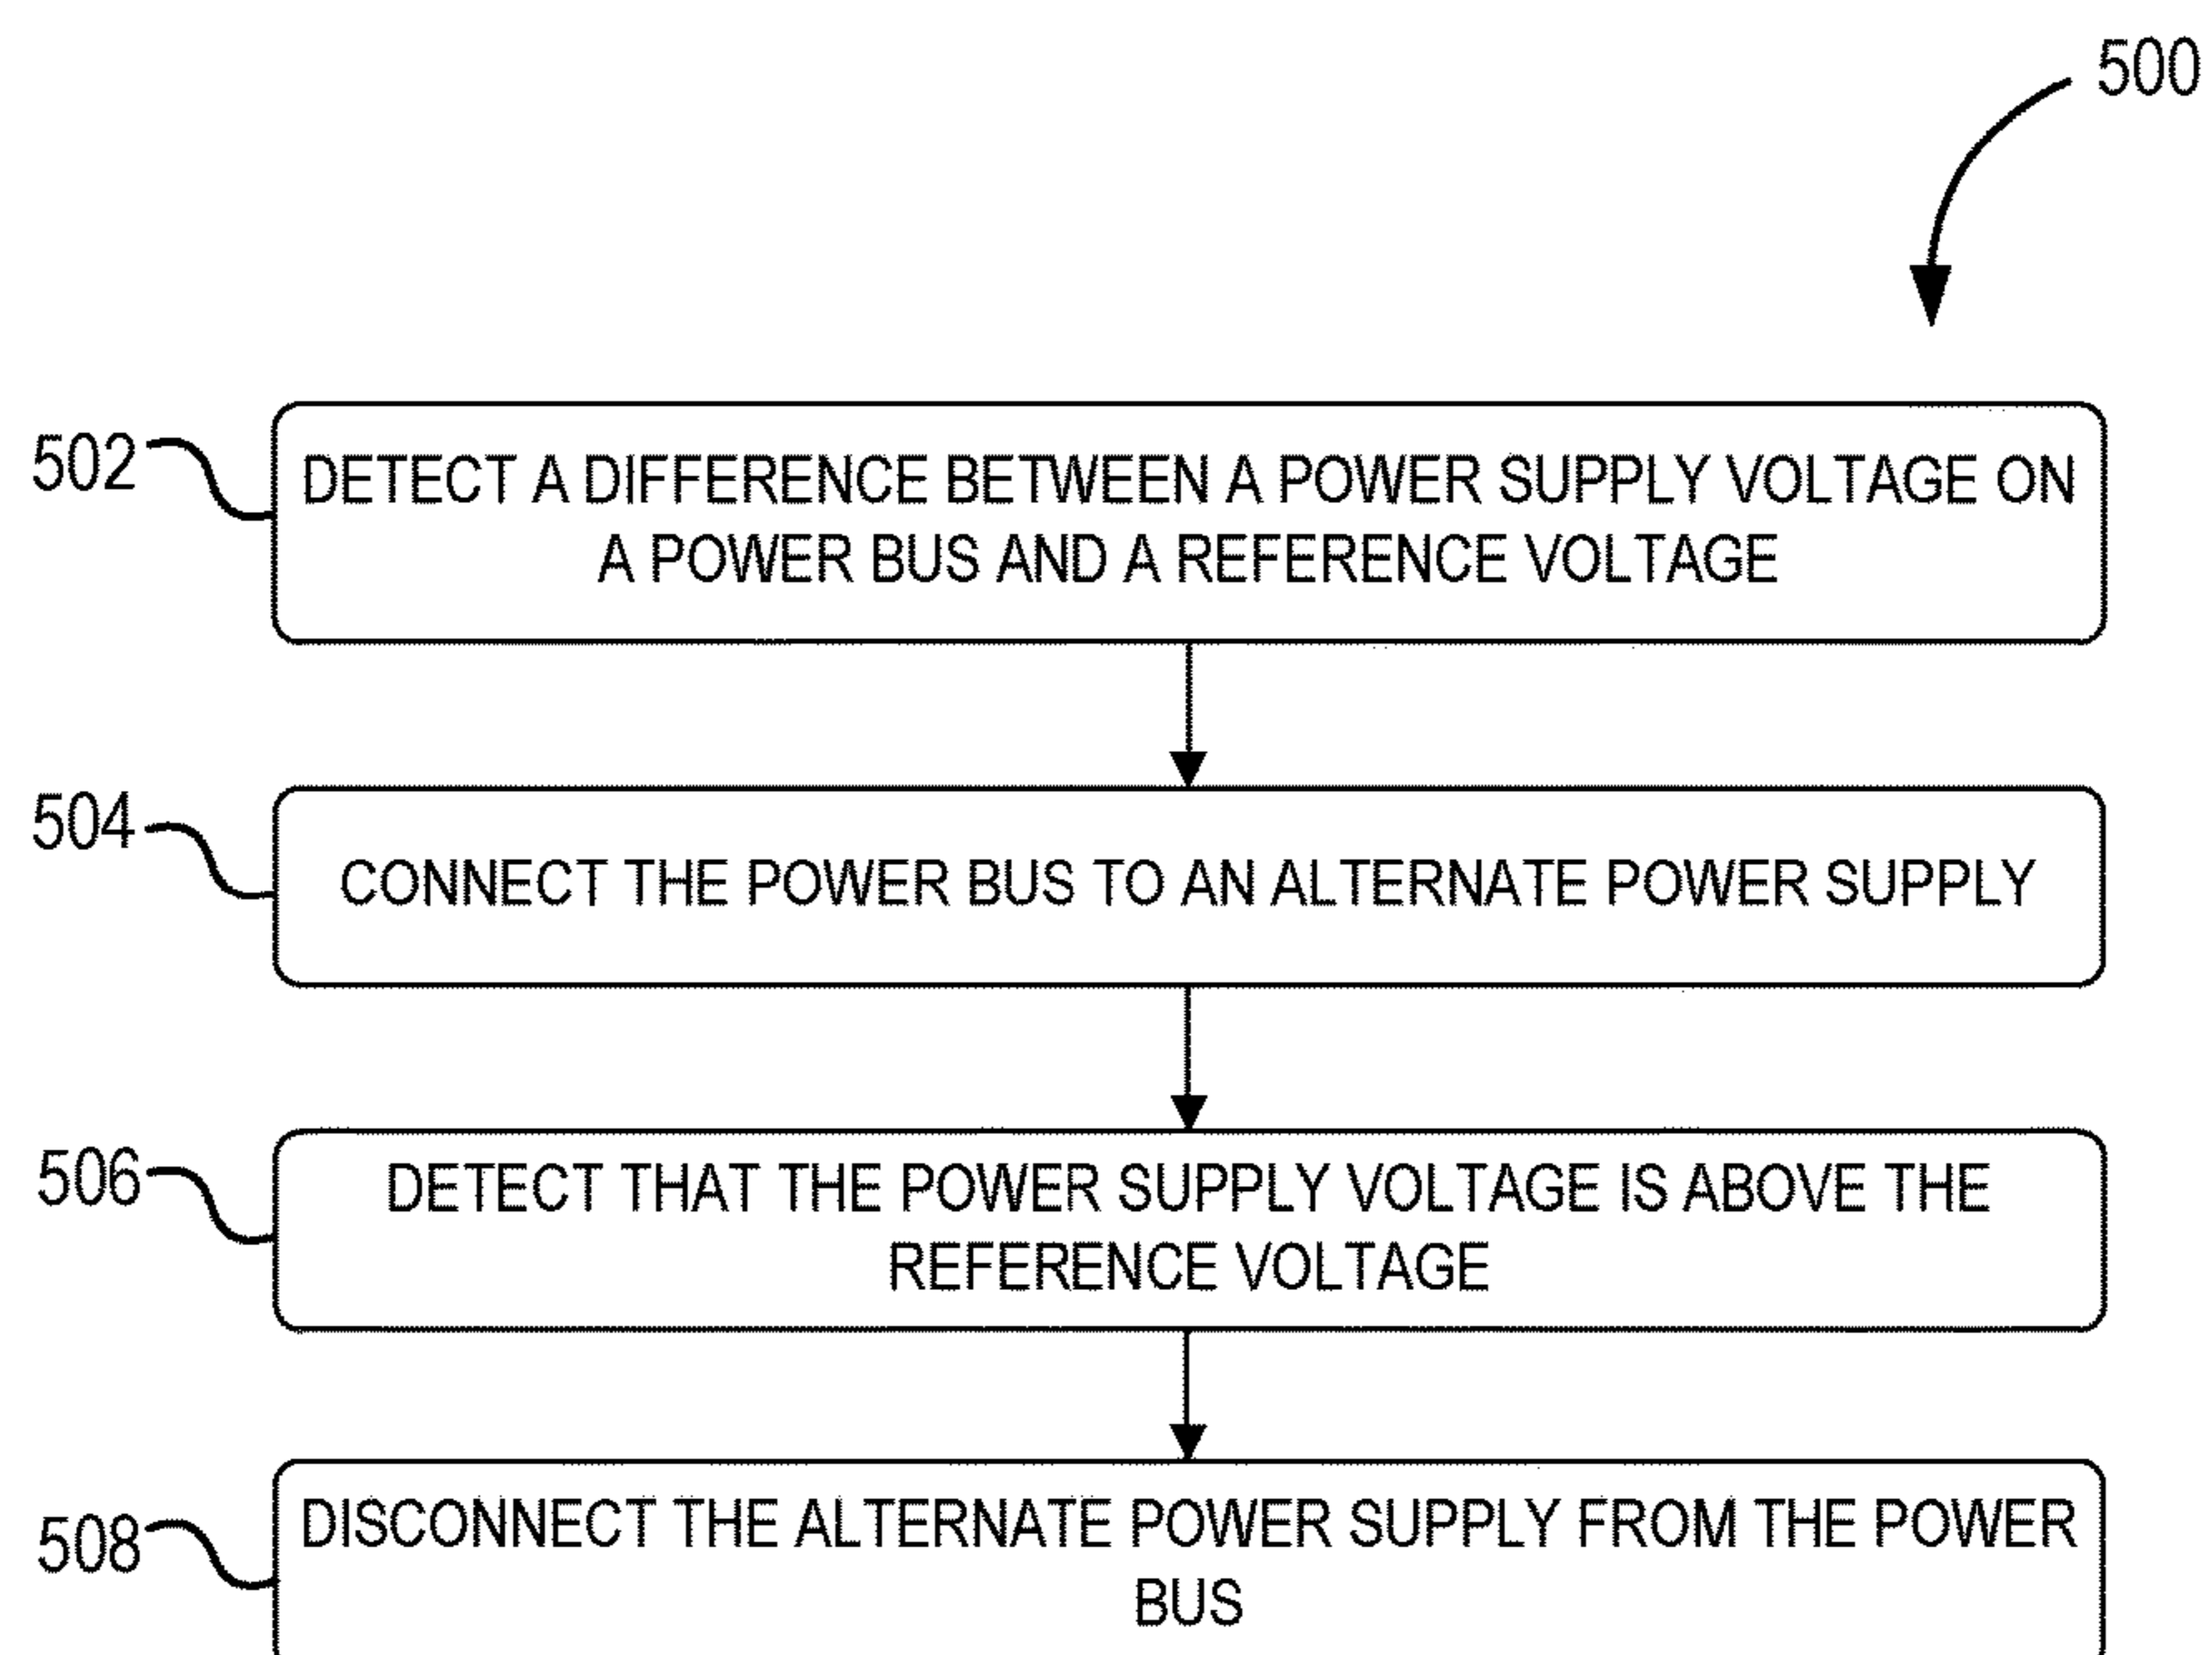 500
502
DETECT A DIFFERENCE BETWEEN A POWER SUPPLY VOLTAGE ON
A POWER BUS AND A REFERENCE VOLTAGE
504
CONNECT THE POWER BUS TO AN ALTERNATE POWER SUPPLY
506
DETECT THAT THE POWER SUPPLY VOLTAGE IS ABOVE THE
REFERENCE VOLTAGE
508
DISCONNECT THE ALTERNATE POWER SUPPLY FROM THE POWER
BUS